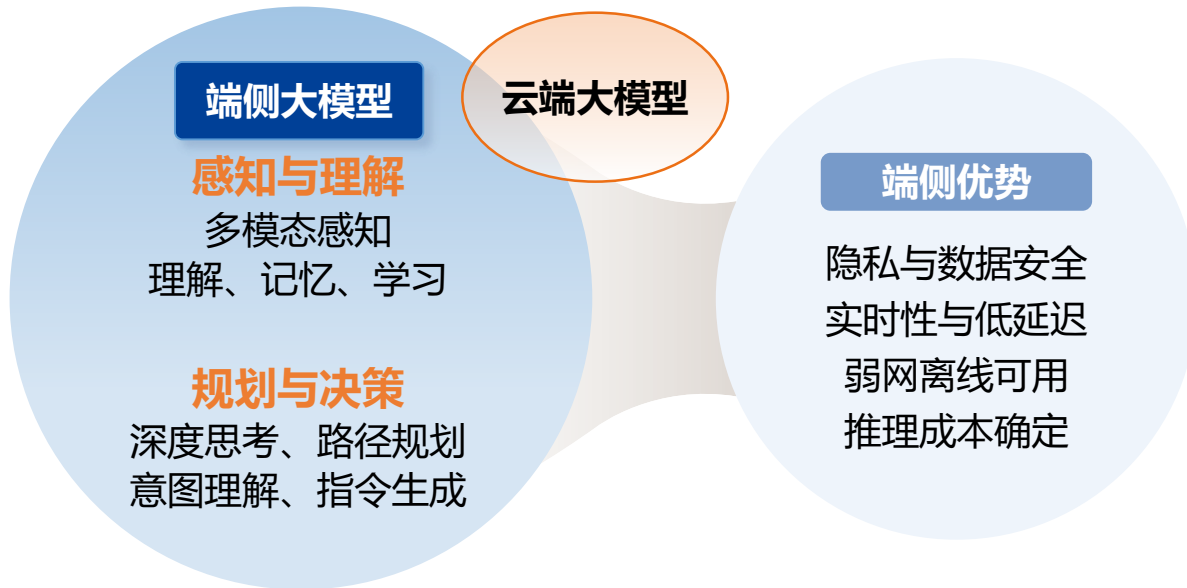 端侧大模型
云端大模型
感知与理解
多模态感知
理解、记忆、学习
规划与决策
深度思考、路径规划
意图理解、指令生成
端侧优势
隐私与数据安全
实时性与低延迟
弱网离线可用
推理成本确定